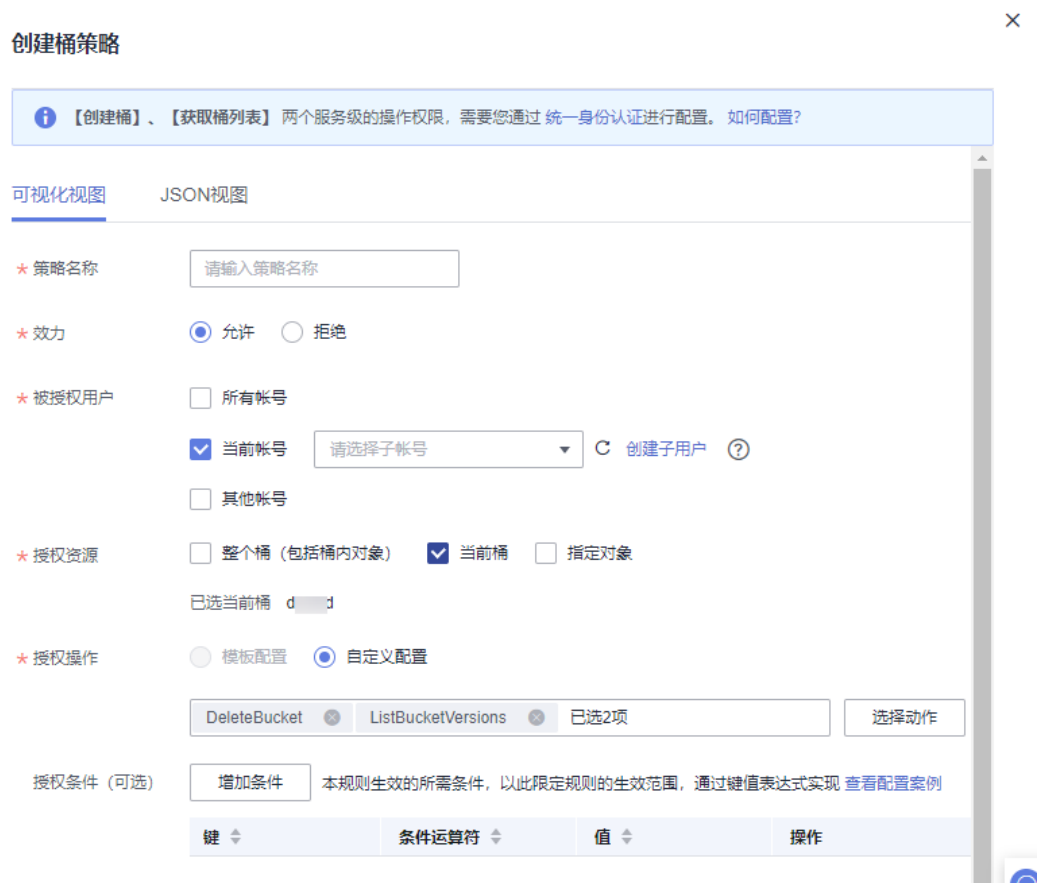 创建桶策略
【创建桶】、【获取桶列表】 两个服务级的操作权限，需要您通过 统一身份认证进行配置。 如何配置?
可视化视图 JSON视图
* 策略名称 请输入策略名称
* 效力 允许 拒绝
* 被授权用户 所有帐号
当前帐号 请选择子帐号 创建子用户 ?
其他帐号
* 授权资源 整个桶（包括桶内对象） 当前桶 指定对象
已选当前桶 d d
* 授权操作 模板配置 自定义配置
DeleteBucket ListBucketVersions 已选2项 选择动作
授权条件（可选） 增加条件 本规则生效的所需条件，以此限定规则的生效范围，通过键值表达式实现 查看配置案例
键 条件运算符 值 操作